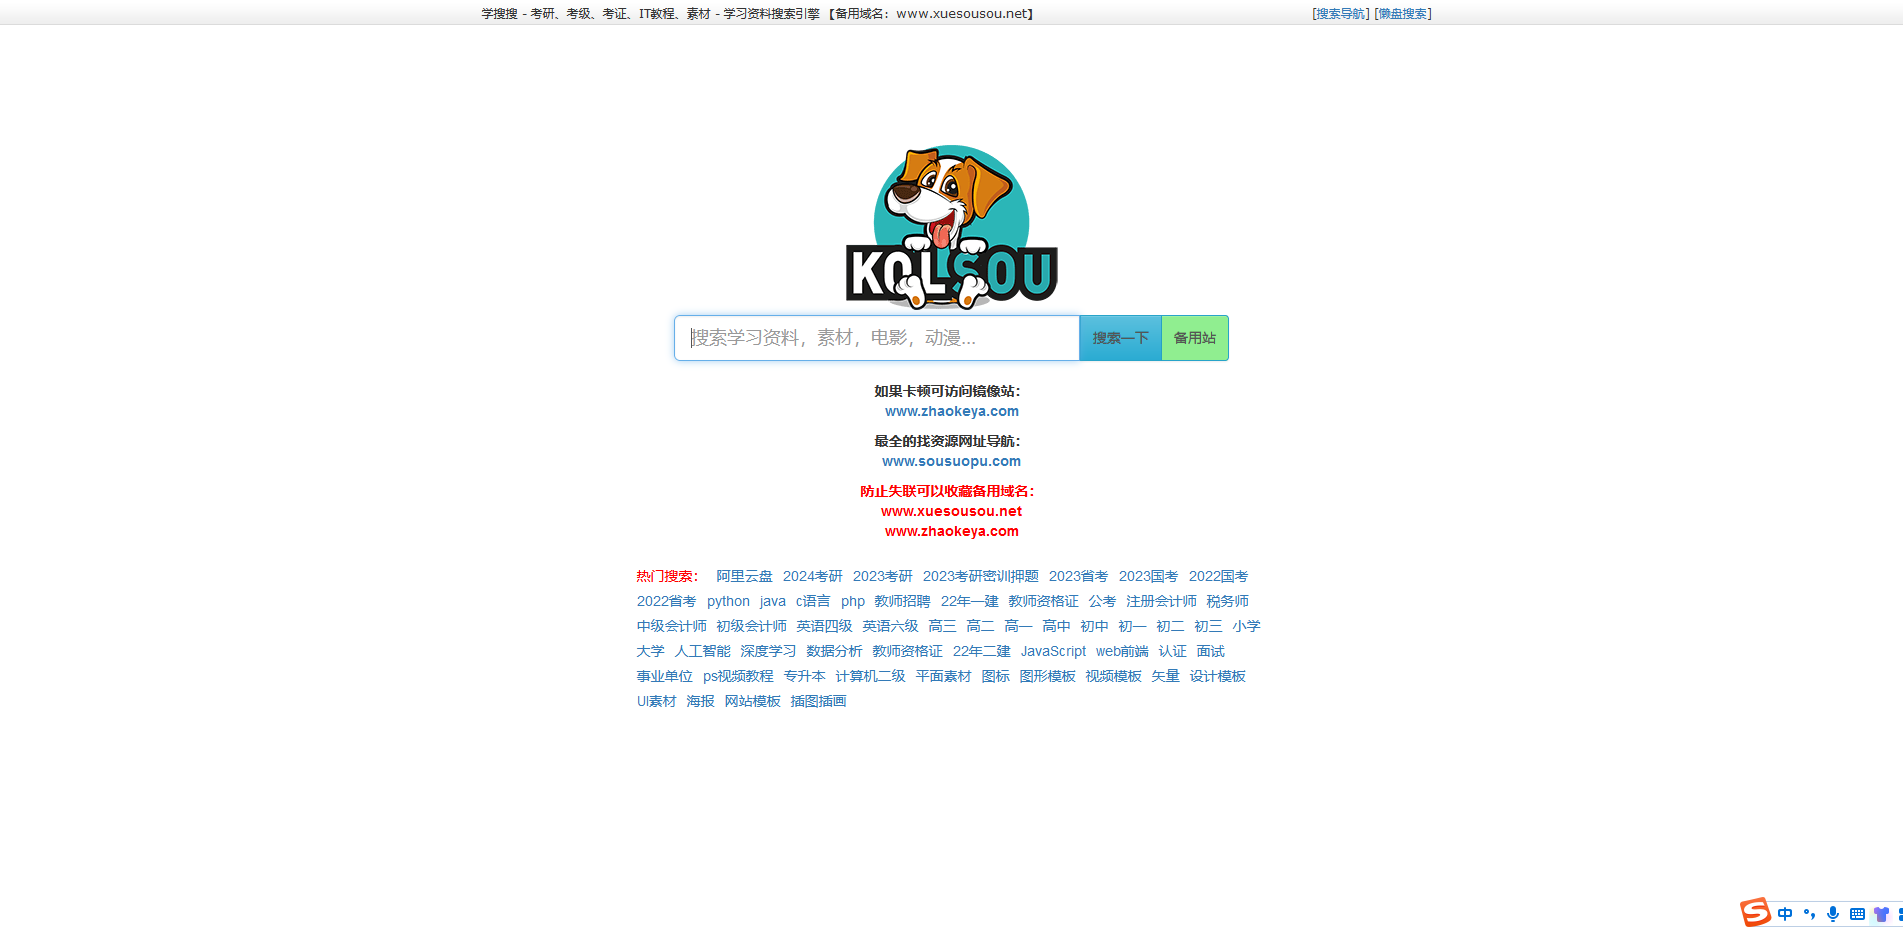 学搜搜 - 考研、考级、考证、IT教程、素材 - 学习资料搜索引擎 【备用域名：www.xuesousou.net】 [搜索导航] [懒盘搜索]
KOLSOU
搜索学习资料，素材，电影，动漫... 搜索一下 备用站
如果卡顿可访问镜像站：
www.zhaokeya.com
最全的找资源网址导航：
www.sousuopu.com
防止失联可以收藏备用域名：
www.xuesousou.net
www.zhaokeya.com
热门搜索： 阿里云盘 2024考研 2023考研 2023考研密训押题 2023省考 2023国考 2022国考
2022省考 python java c语言 php 教师招聘 22年一建 教师资格证 公考 注册会计师 税务师
中级会计师 初级会计师 英语四级 英语六级 高三 高二 高一 高中 初中 初一 初二 初三 小学
大学 人工智能 深度学习 数据分析 教师资格证 22年二建 JavaScript web前端 认证 面试
事业单位 ps视频教程 专升本 计算机二级 平面素材 图标 图形模板 视频模板 矢量 设计模板
UI素材 海报 网站模板 插图插画
S 中